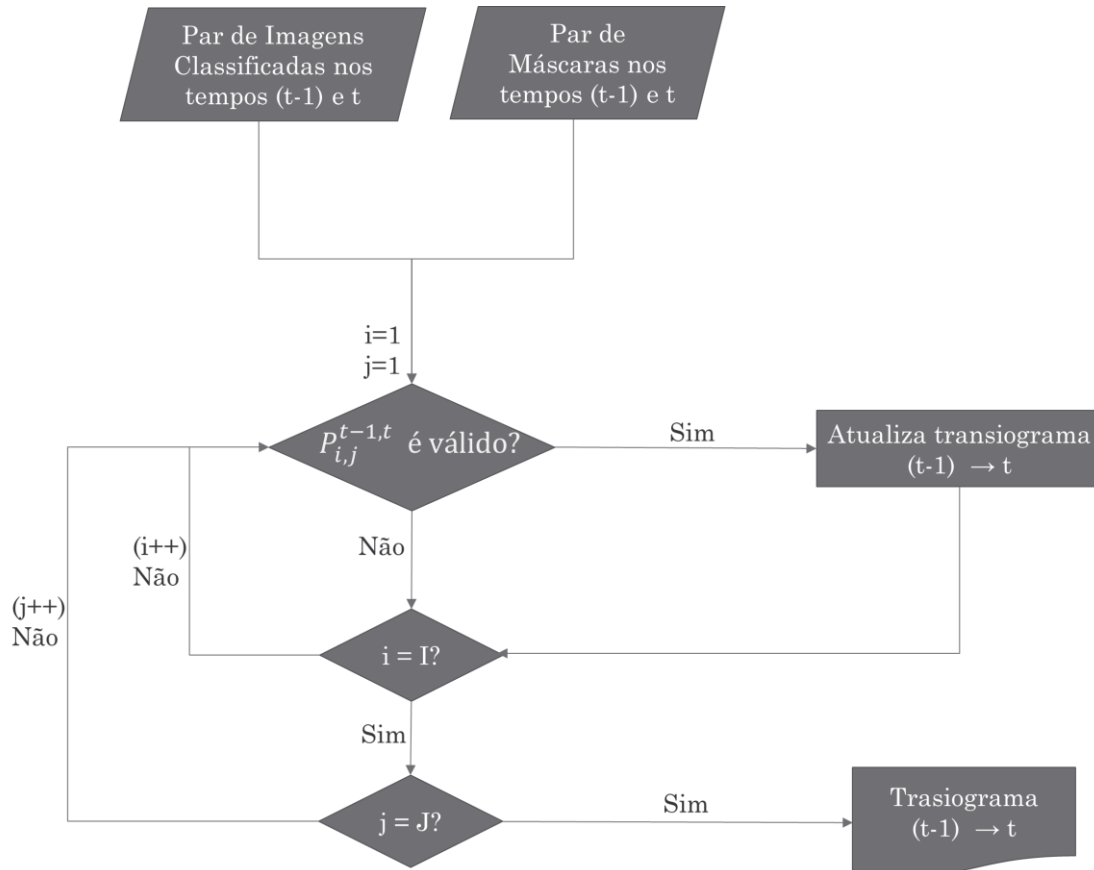 Par de Imagens
Classificadas nos
tempos (t-1) e t
Par de
Máscaras nos
tempos (t-1) e t
i=1
j=1
$P_{i,j}^{t-1,t}$ é válido?
Sim
Atualiza transiograma
(t-1) → t
Não
(i++)
Não
(j++)
Não
i = I?
Sim
j = J?
Sim
Trasiograma
(t-1) → t